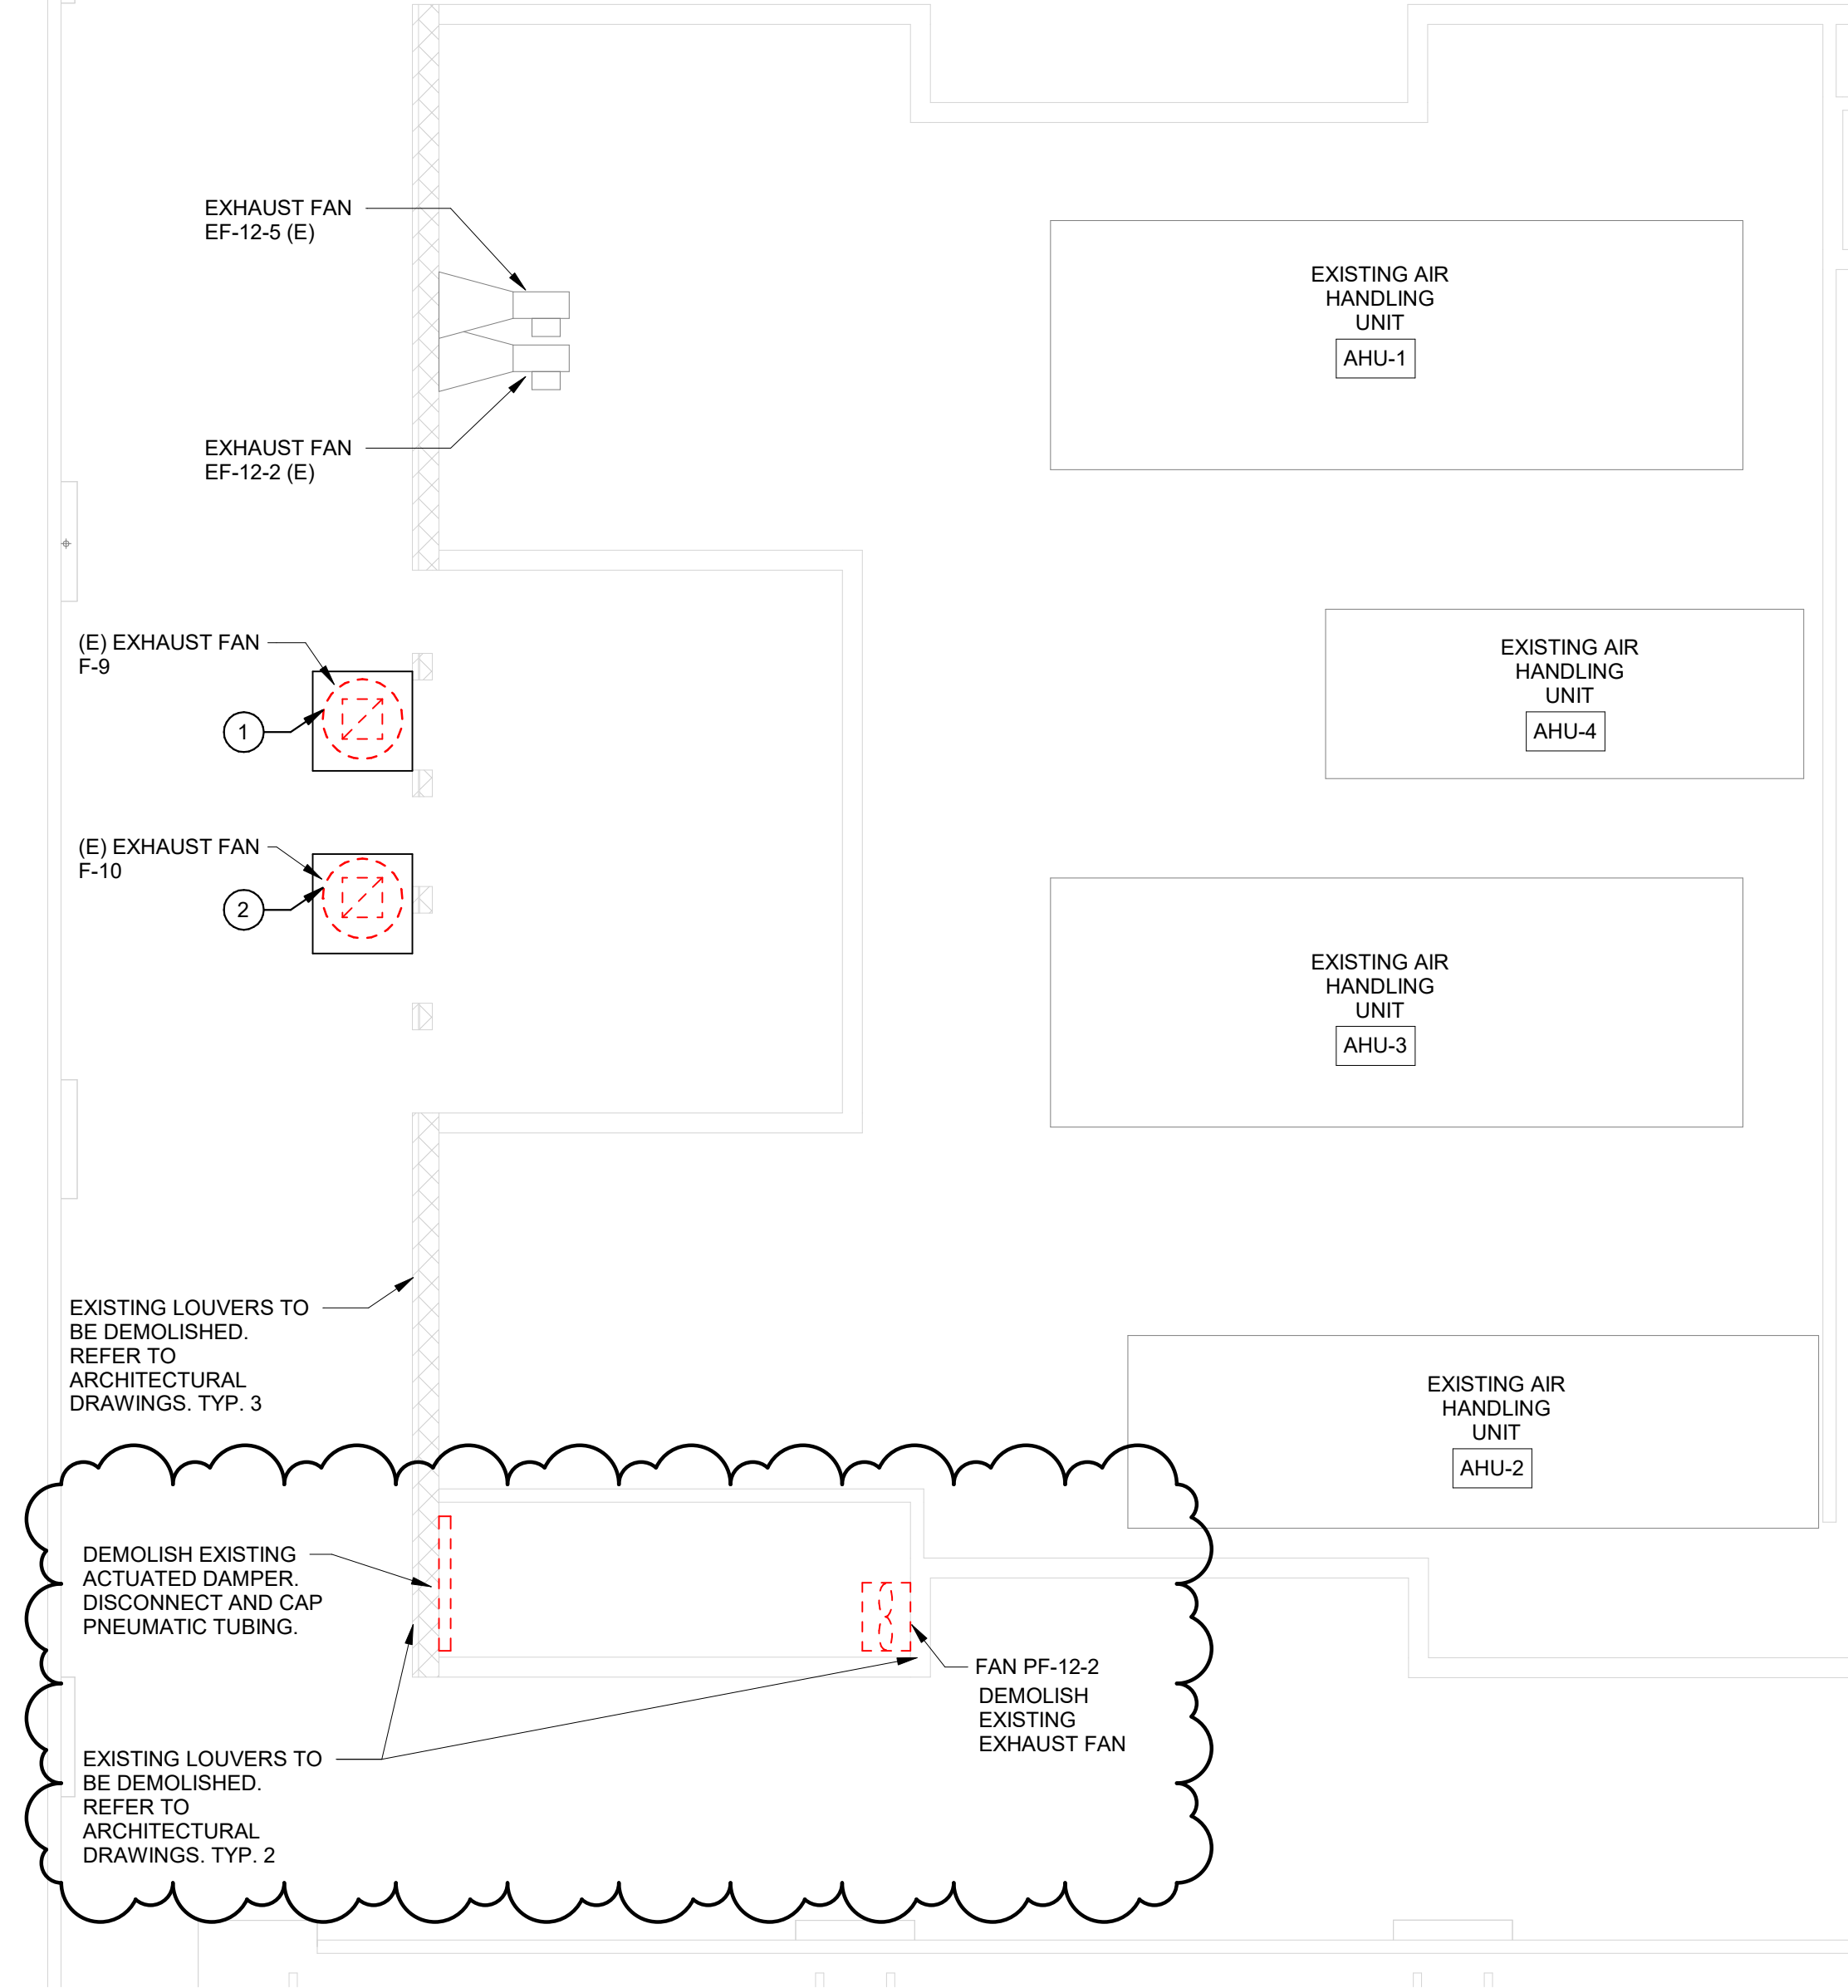 EXHAUST FAN
EF-12-5 (E)
EXISTING AIR
HANDLING
UNIT
AHU-1
EXHAUST FAN
EF-12-2 (E)
(E) EXHAUST FAN
F-9
1
EXISTING AIR
HANDLING
UNIT
AHU-4
(E) EXHAUST FAN
F-10
2
EXISTING AIR
HANDLING
UNIT
AHU-3
EXISTING LOUVERS TO
BE DEMOLISHED.
REFER TO
ARCHITECTURAL
DRAWINGS. TYP. 3
EXISTING AIR
HANDLING
UNIT
AHU-2
DEMOLISH EXISTING
ACTUATED DAMPER.
DISCONNECT AND CAP
PNEUMATIC TUBING.
FAN PF-12-2
DEMOLISH
EXISTING
EXHAUST FAN
EXISTING LOUVERS TO
BE DEMOLISHED.
REFER TO
ARCHITECTURAL
DRAWINGS. TYP. 2